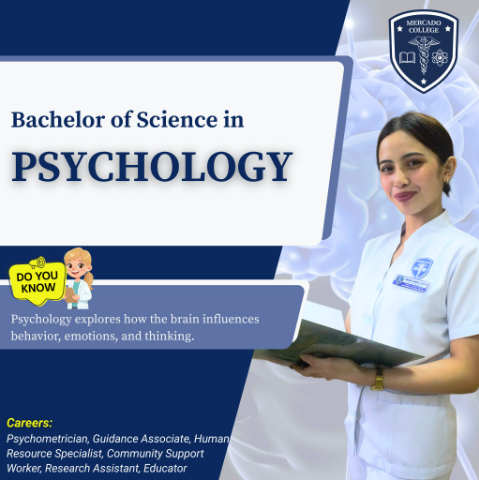 MERCADO
COLLEGE
Bachelor of Science in
PSYCHOLOGY
DO YOU
KNOW
Psychology explores how the brain influences
behavior, emotions, and thinking.
Careers:
Psychometrician, Guidance Associate, Human
Resource Specialist, Community Support
Worker, Research Assistant, Educator